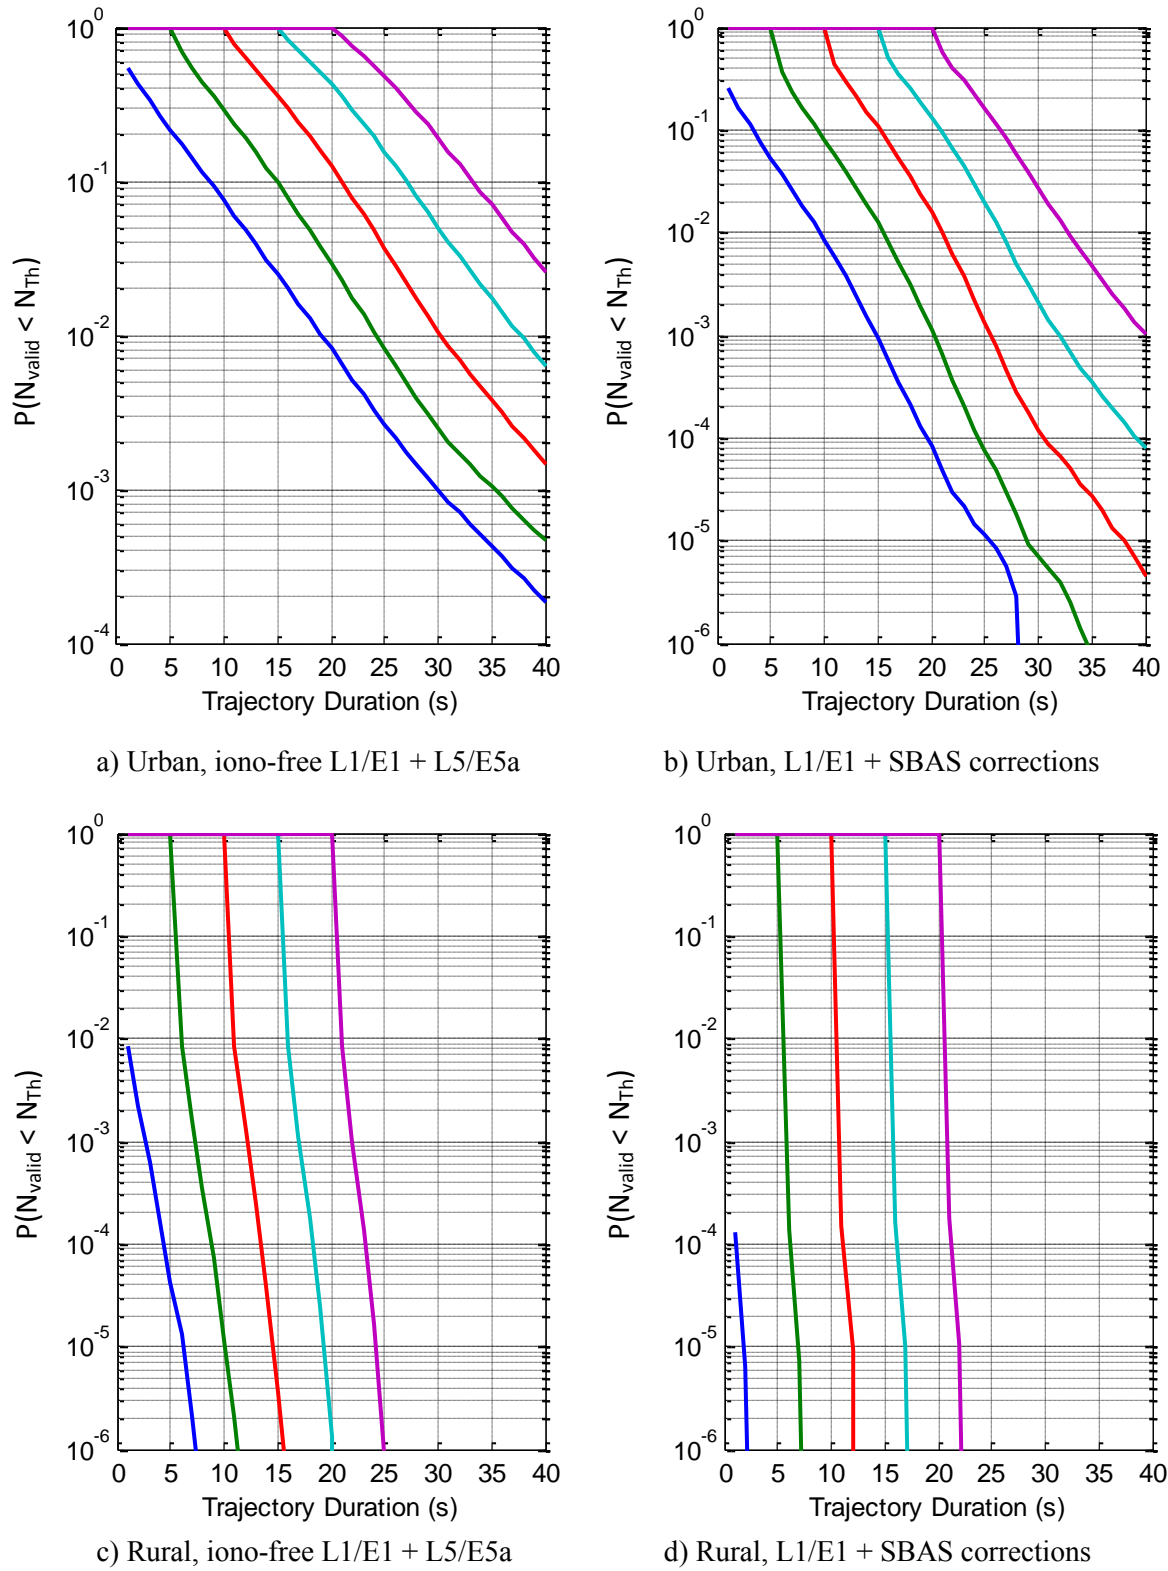 10^0
10^-1
10^-2
10^-3
10^-4
P(N_valid < N_Th)
0 5 10 15 20 25 30 35 40
Trajectory Duration (s)
a) Urban, iono-free L1/E1 + L5/E5a
10^0
10^-1
10^-2
10^-3
10^-4
10^-5
10^-6
P(N_valid < N_Th)
0 5 10 15 20 25 30 35 40
Trajectory Duration (s)
b) Urban, L1/E1 + SBAS corrections
10^0
10^-1
10^-2
10^-3
10^-4
10^-5
10^-6
P(N_valid < N_Th)
0 5 10 15 20 25 30 35 40
Trajectory Duration (s)
c) Rural, iono-free L1/E1 + L5/E5a
10^0
10^-1
10^-2
10^-3
10^-4
10^-5
10^-6
P(N_valid < N_Th)
0 5 10 15 20 25 30 35 40
Trajectory Duration (s)
d) Rural, L1/E1 + SBAS corrections